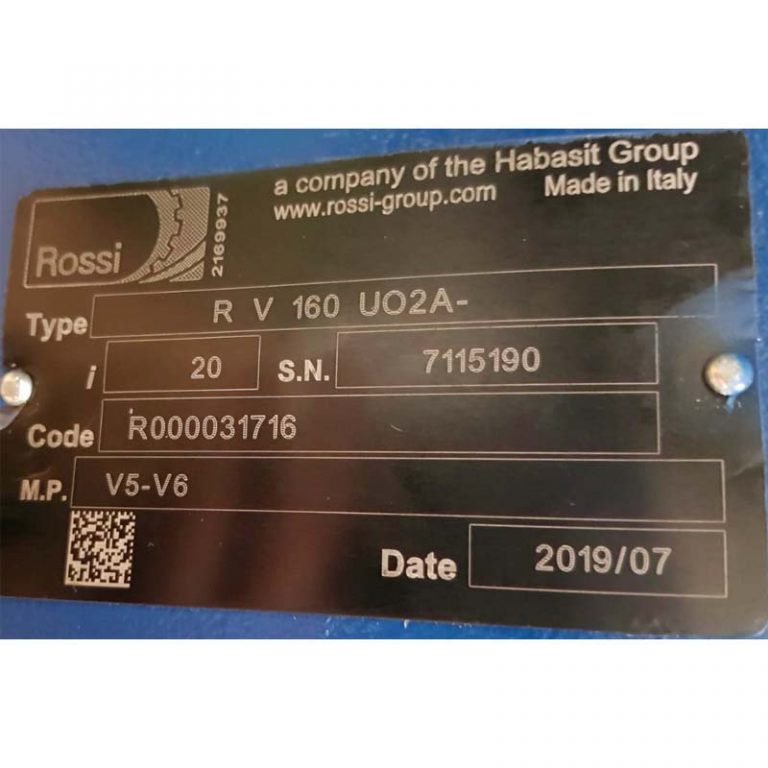 a company of the Habasit Group
www.rossi-group.com Made in Italy
Rossi
2169937
Type R V 160 UO2A-
i 20 S.N. 7115190
Code R000031716
M.P. V5-V6
Date 2019/07